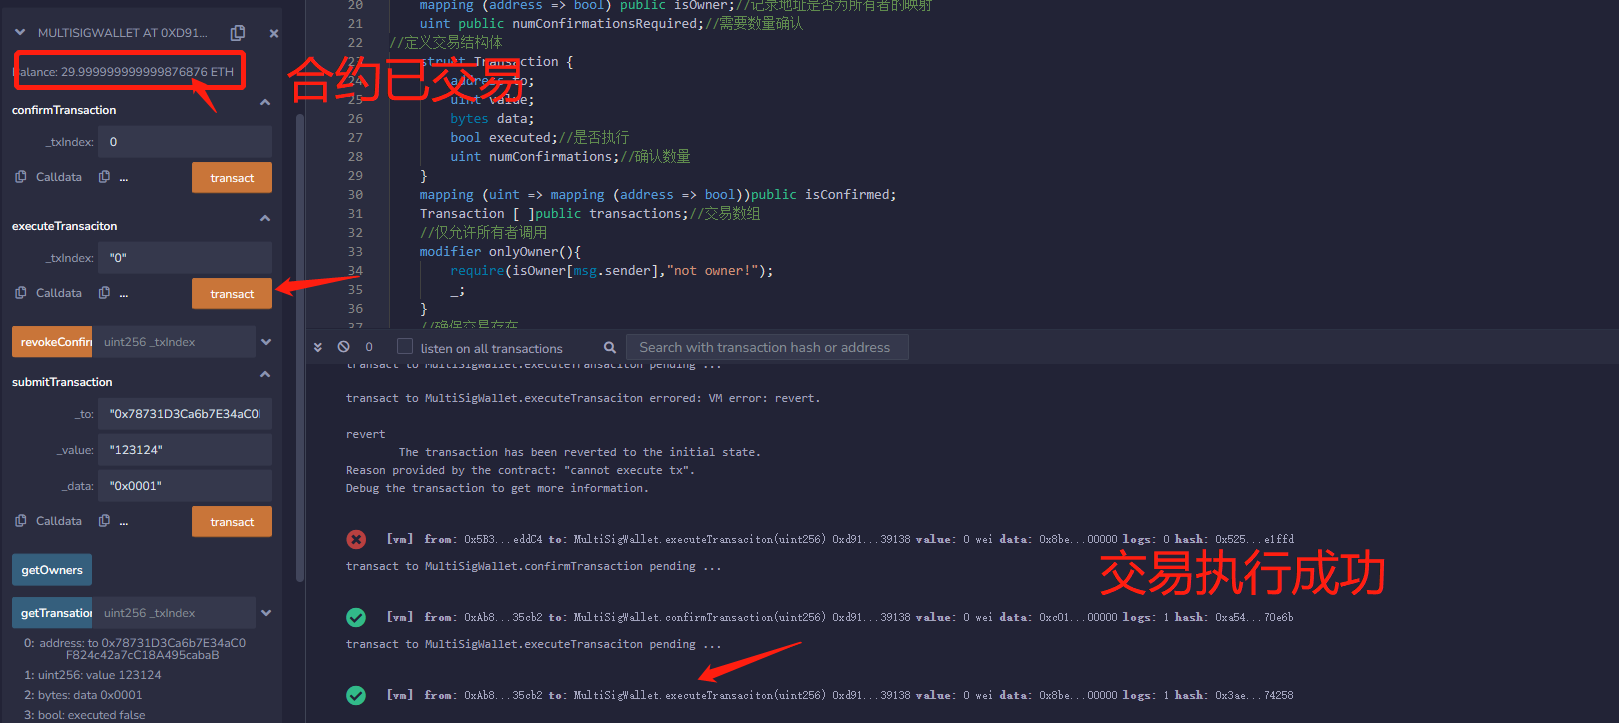 MULTISIGWALLET AT 0XD91...
Balance: 29.999999999999876876 ETH
合约已交易
confirmTransaction
_txIndex:
0
Calldata
...
transact
executeTransaciton
_txIndex:
"0"
Calldata
...
transact
revokeConfirm
uint256 _txIndex
submitTransaction
_to:
"0x78731D3Ca6b7E34aC0
_value:
"123124"
_data:
"0x0001"
Calldata
...
transact
getOwners
getTransation
uint256 _txIndex
0: address: to 0x78731D3Ca6b7E34aC0
F824c42a7cC18A495cabaB
1: uint256: value 123124
2: bytes: data 0x0001
3: bool: executed false
20 mapping (address => bool) public isOwner;//记录地址是否为所有者的映射
21 uint public numConfirmationsRequired;//需要数量确认
22 //定义交易结构体
23 struct Transaction {
24 address to;
25 uint value;
26 bytes data;
27 bool executed;//是否执行
28 uint numConfirmations;//确认数量
29 }
30 mapping (uint => mapping (address => bool))public isConfirmed;
31 Transaction [ ]public transactions;//交易数组
32 //仅允许所有者调用
33 modifier onlyOwner(){
34 require(isOwner[msg.sender],"not owner!");
35 _;
36 }
37 //确保交易存在
0
listen on all transactions
Search with transaction hash or address
transact to MultiSigWallet.executeTransaciton pending ...
transact to MultiSigWallet.executeTransaciton errored: VM error: revert.
revert
The transaction has been reverted to the initial state.
Reason provided by the contract: "cannot execute tx".
Debug the transaction to get more information.
[vm] from: 0x5B3...eddC4 to: MultiSigWallet.executeTransaciton(uint256) 0xd91...39138 value: 0 wei data: 0x8be...00000 logs: 0 hash: 0x525...e1ffd
transact to MultiSigWallet.confirmTransaction pending ...
交易执行成功
[vm] from: 0xAb8...35cb2 to: MultiSigWallet.confirmTransaction(uint256) 0xd91...39138 value: 0 wei data: 0xc01...00000 logs: 1 hash: 0xa54...70e6b
transact to MultiSigWallet.executeTransaciton pending ...
[vm] from: 0xAb8...35cb2 to: MultiSigWallet.executeTransaciton(uint256) 0xd91...39138 value: 0 wei data: 0x8be...00000 logs: 1 hash: 0x3ae...74258